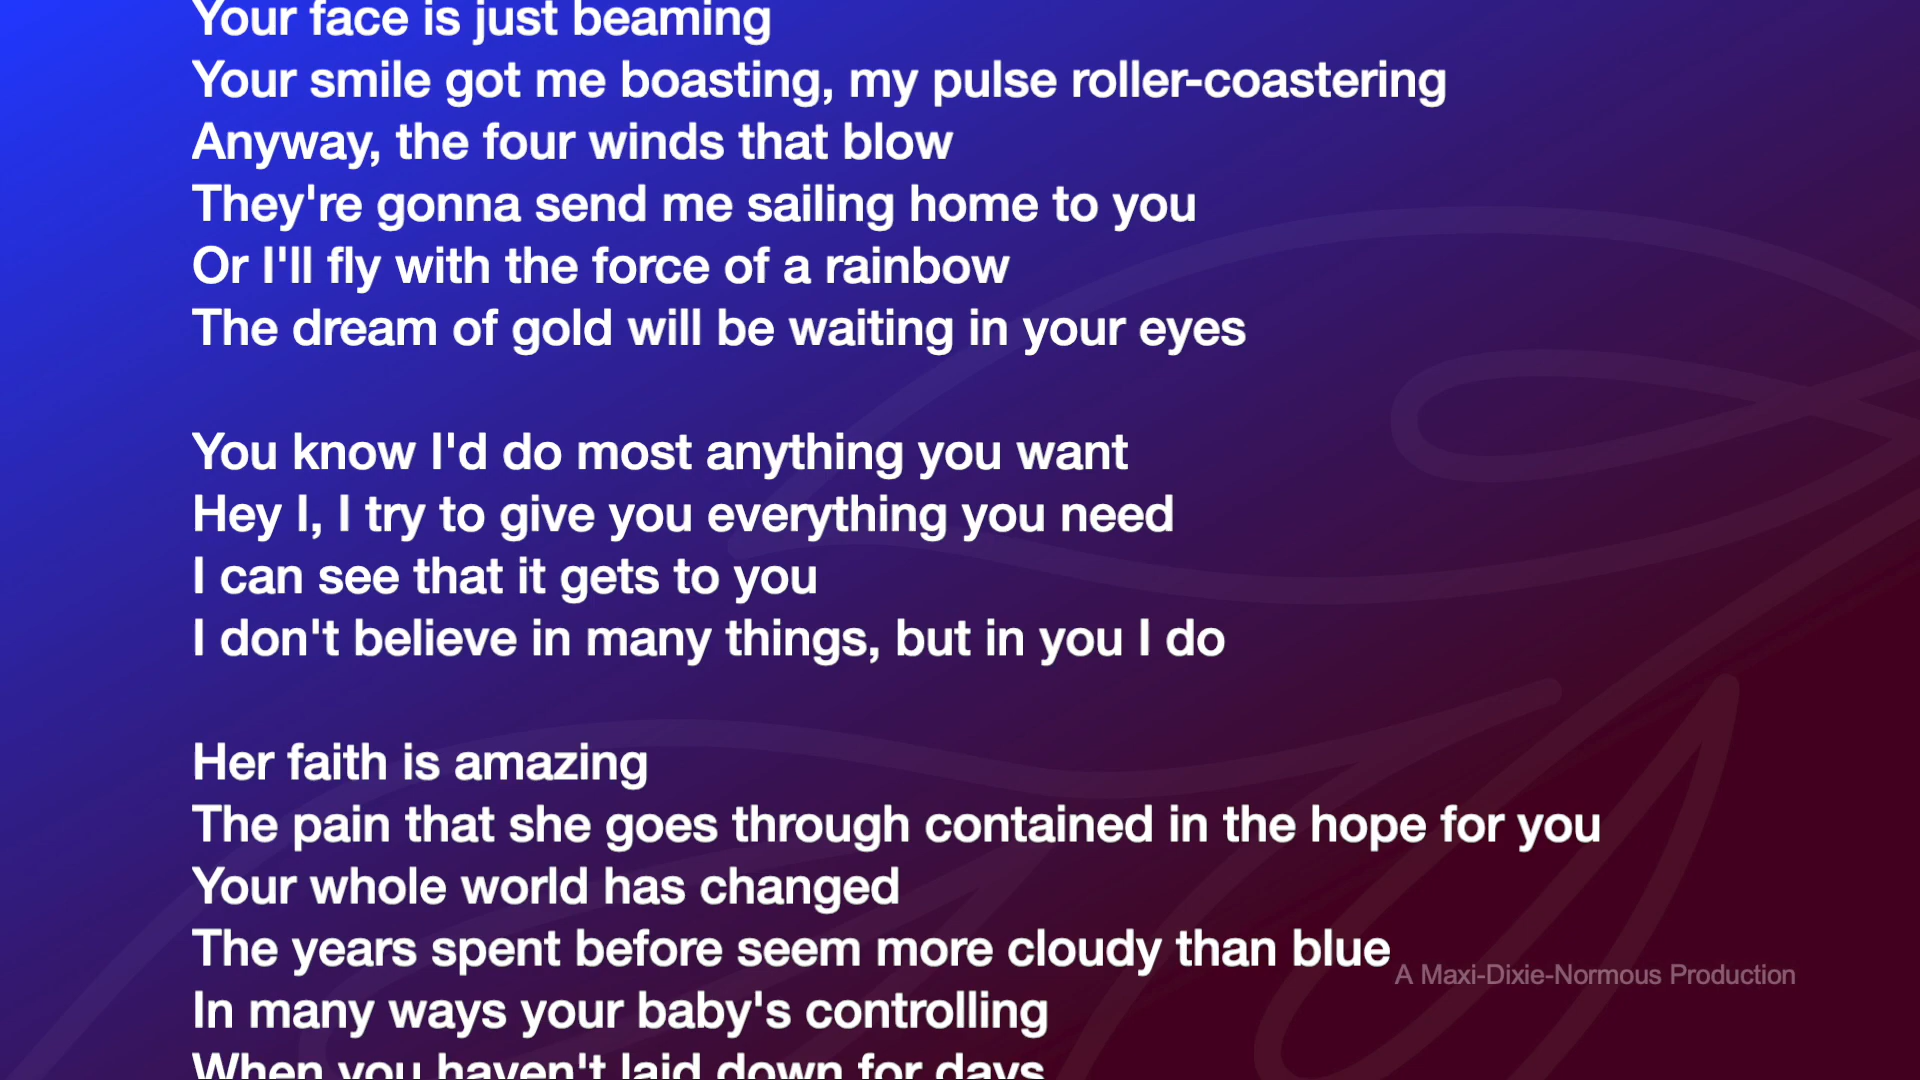 Your face is just beaming
Your smile got me boasting, my pulse roller-coastering
Anyway, the four winds that blow
They're gonna send me sailing home to you
Or I'll fly with the force of a rainbow
The dream of gold will be waiting in your eyes
You know I'd do most anything you want
Hey I, I try to give you everything you need
I can see that it gets to you
I don't believe in many things, but in you I do
Her faith is amazing
The pain that she goes through contained in the hope for you
Your whole world has changed
The years spent before seem more cloudy than blue
A Maxi-Dixie-Normous Production
In many ways your baby's controlling
When you haven't laid down for days